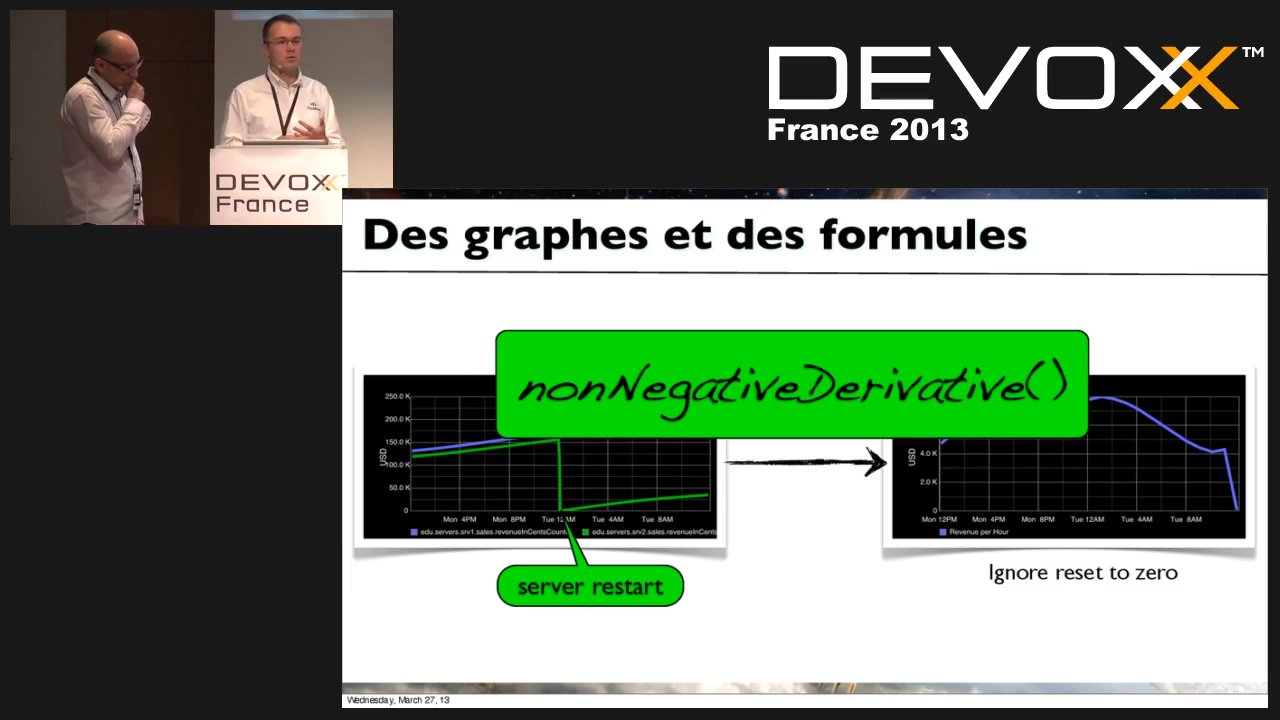 DEVOXX™
France 2013
DEVOXX
France
Des graphes et des formules
nonNegativeDerivative()
250.0 K
200.0 K
150.0 K
100.0 K
50.0 K
0
USD
Mon 4PM Mon 8PM Tue 12AM Tue 4AM Tue 8AM
edu.servers.srv1.sales.revenueInCentsCount edu.servers.srv2.sales.revenueInCents
4.0 K
2.0 K
0
USD
Mon 12PM Mon 4PM Mon 8PM Tue 12AM Tue 4AM Tue 8AM
Revenue per Hour
server restart
Ignore reset to zero
Wednesday, March 27, 13